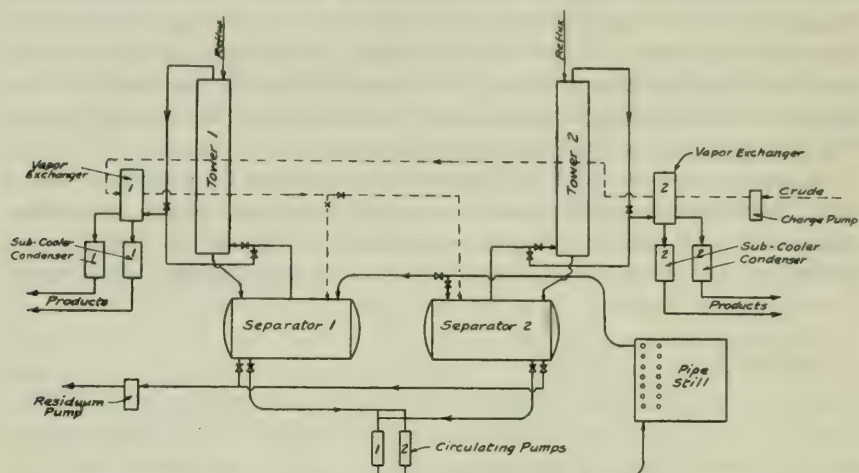 Reflux
Reflux
Tower 1
Tower 2
Vapor
Exchanger
1
2
Vapor Exchanger
Crude
Charge Pump
Sub-Cooler
Condenser
1
1
2
2
Sub-Cooler
Condenser
Products
Products
Separator 1
Separator 2
Pipe
Still
Residuum
Pump
1
2
Circulating Pumps